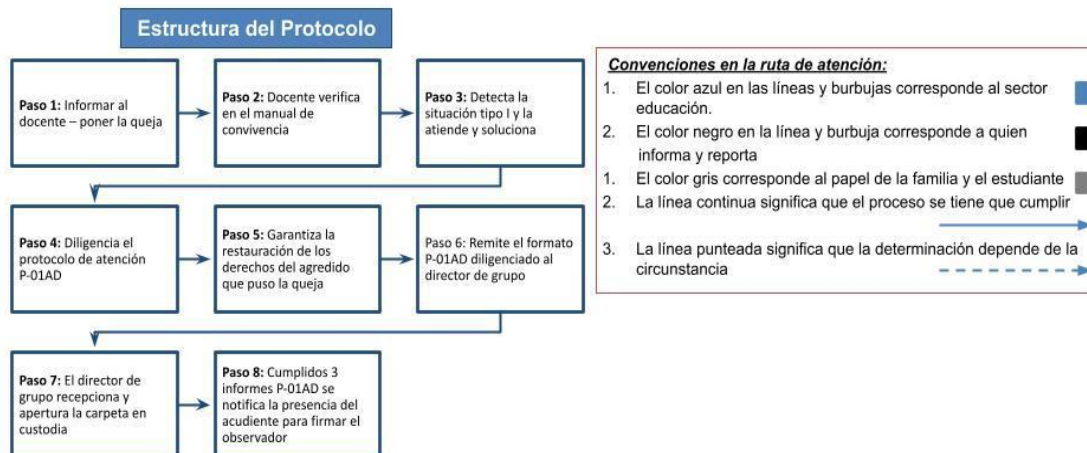 Estructura del Protocolo
Paso 1: Informar al
docente – poner la queja
Paso 2: Docente verifica
en el manual de
convivencia
Paso 3: Detecta la
situación tipo I y la
atiende y soluciona
Paso 4: Diligencia el
protocolo de atención
P-01AD
Paso 5: Garantiza la
restauración de los
derechos del agredido
que puso la queja
Paso 6: Remite el formato
P-01AD diligenciado al
director de grupo
Paso 7: El director de
grupo recepciona y
apertura la carpeta en
custodia
Paso 8: Cumplidos 3
informes P-01AD se
notifica la presencia del
acudiente para firmar el
observador
Convenciones en la ruta de atención:
1. El color azul en las líneas y burbujas corresponde al sector
educación.
2. El color negro en la línea y burbuja corresponde a quien
informa y reporta
1. El color gris corresponde al papel de la familia y el estudiante
2. La línea continua significa que el proceso se tiene que cumplir
3. La línea punteada significa que la determinación depende de la
circunstancia